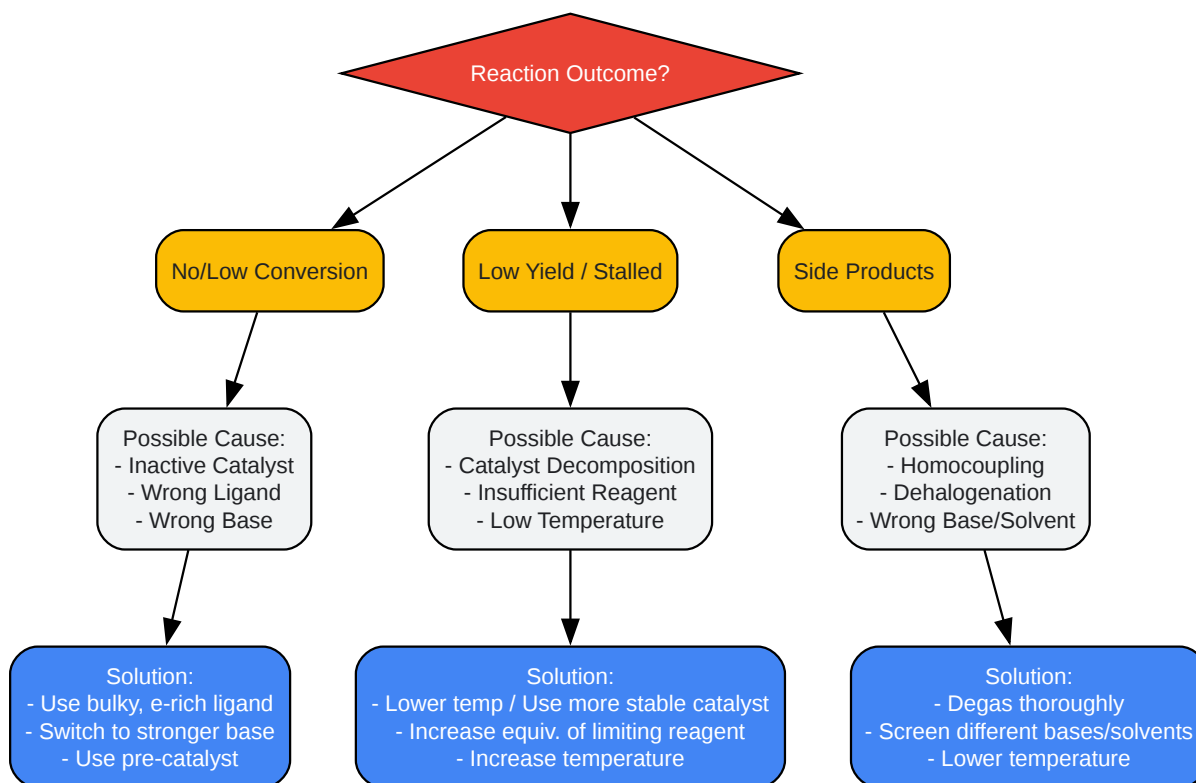 Reaction Outcome?
No/Low Conversion
Low Yield / Stalled
Side Products
Possible Cause:
- Inactive Catalyst
- Wrong Ligand
- Wrong Base
Possible Cause:
- Catalyst Decomposition
- Insufficient Reagent
- Low Temperature
Possible Cause:
- Homocoupling
- Dehalogenation
- Wrong Base/Solvent
Solution:
- Use bulky, e-rich ligand
- Switch to stronger base
- Use pre-catalyst
Solution:
- Lower temp / Use more stable catalyst
- Increase equiv. of limiting reagent
- Increase temperature
Solution:
- Degas thoroughly
- Screen different bases/solvents
- Lower temperature